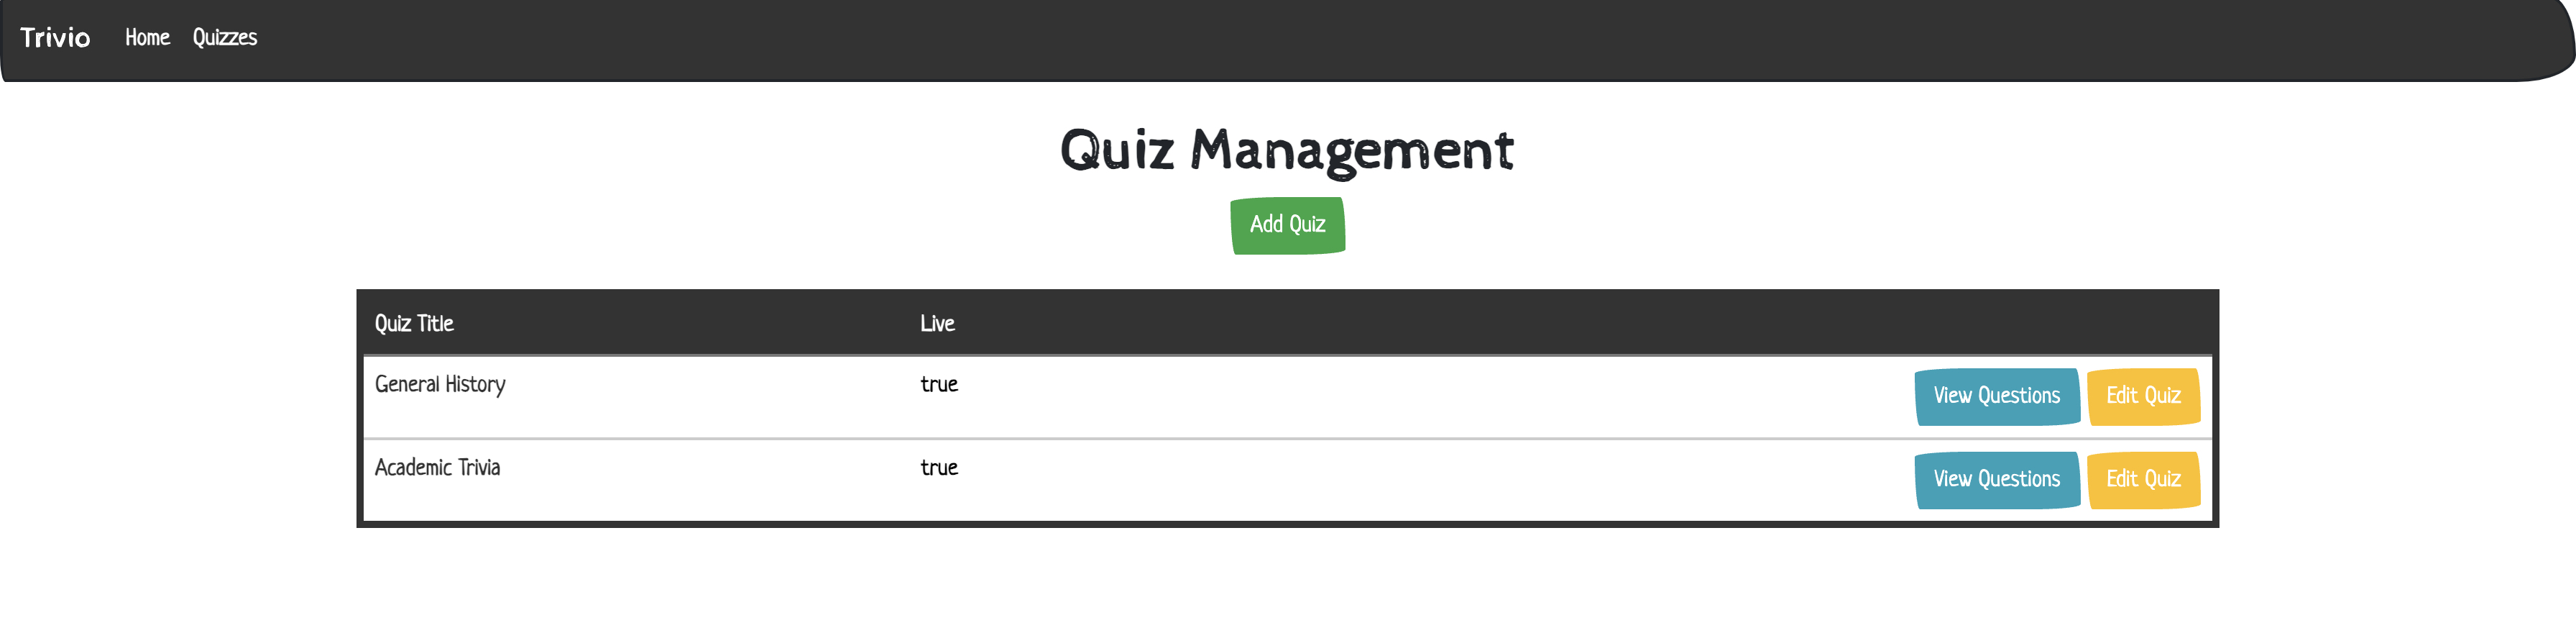 Trivio Home Quizzes
Quiz Management
Add Quiz
Quiz Title Live
General History true View Questions Edit Quiz
Academic Trivia true View Questions Edit Quiz